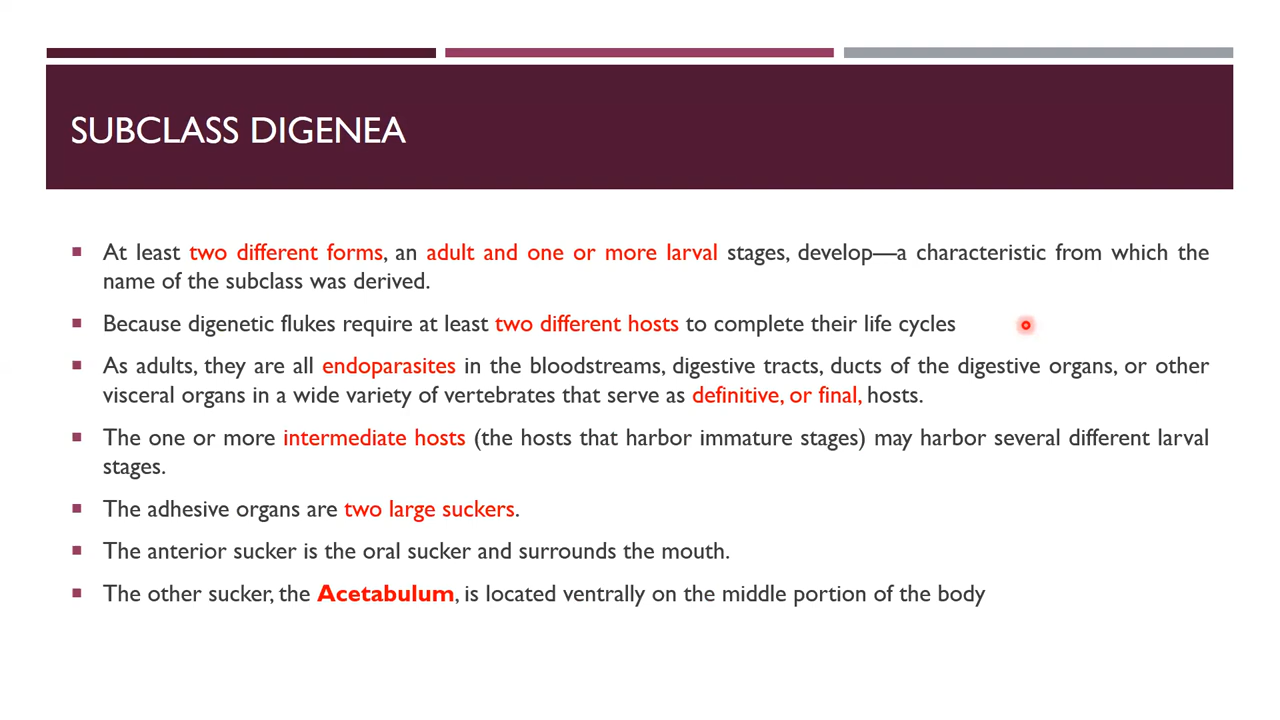 SUBCLASS DIGENEA
At least two different forms, an adult and one or more larval stages, develop—a characteristic from which the
name of the subclass was derived.
Because digenetic flukes require at least two different hosts to complete their life cycles
As adults, they are all endoparasites in the bloodstreams, digestive tracts, ducts of the digestive organs, or other
visceral organs in a wide variety of vertebrates that serve as definitive, or final, hosts.
The one or more intermediate hosts (the hosts that harbor immature stages) may harbor several different larval
stages.
The adhesive organs are two large suckers.
The anterior sucker is the oral sucker and surrounds the mouth.
The other sucker, the Acetabulum, is located ventrally on the middle portion of the body